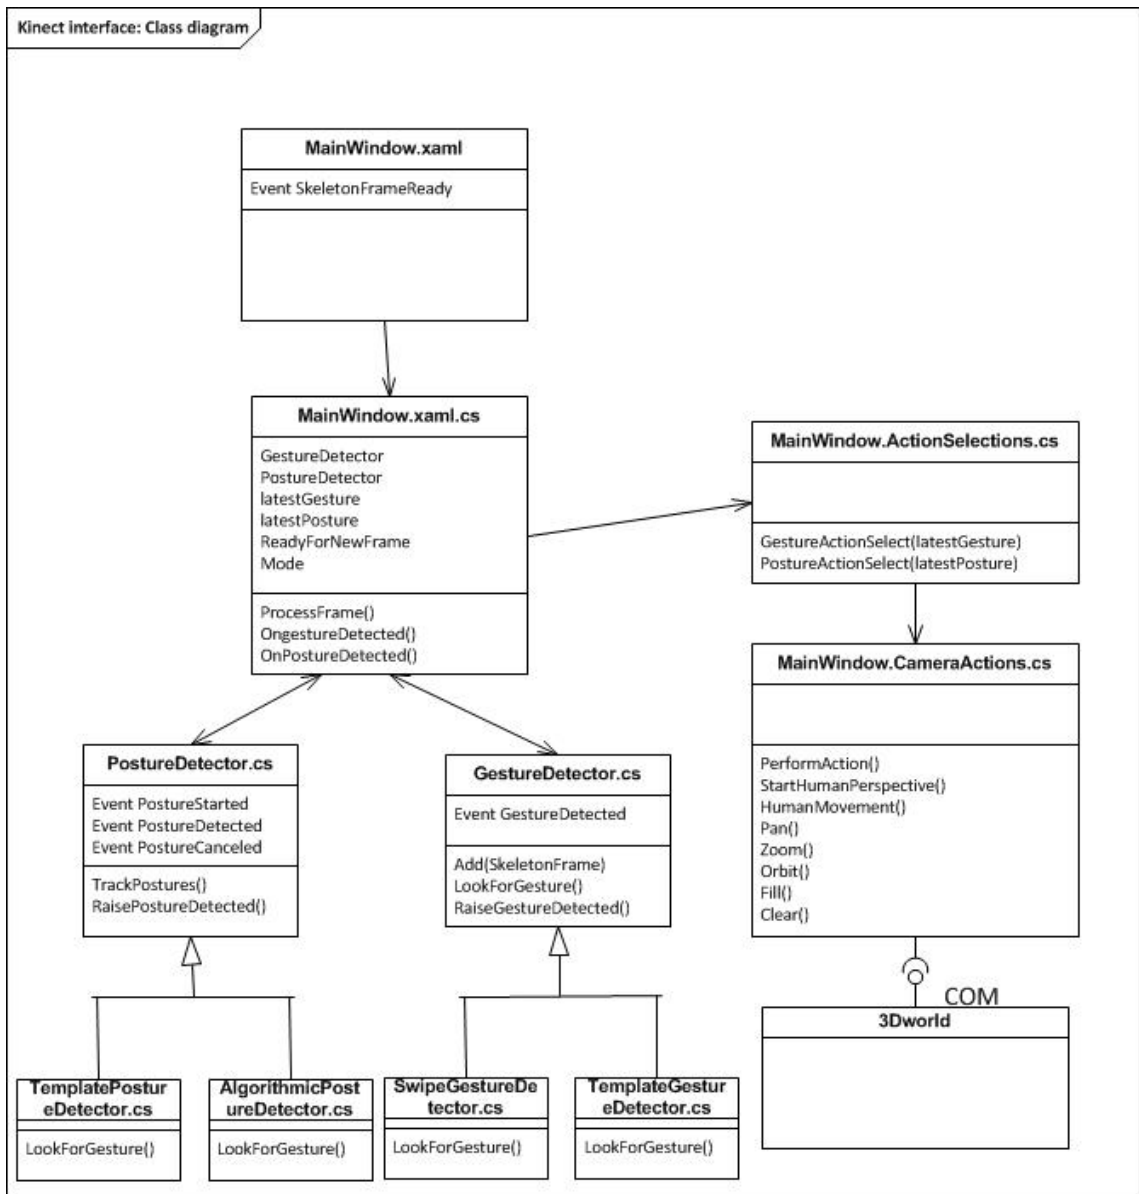 Kinect interface: Class diagram
MainWindow.xaml
Event SkeletonFrameReady
MainWindow.xaml.cs
GestureDetector
PostureDetector
latestGesture
latestPosture
ReadyForNewFrame
Mode
ProcessFrame()
OngestureDetected()
OnPostureDetected()
MainWindow.ActionSelections.cs
GestureActionSelect(latestGesture)
PostureActionSelect(latestPosture)
MainWindow.CameraActions.cs
PerformAction()
StartHumanPerspective()
HumanMovement()
Pan()
Zoom()
Orbit()
Fill()
Clear()
PostureDetector.cs
Event PostureStarted
Event PostureDetected
Event PostureCanceled
TrackPostures()
RaisePostureDetected()
GestureDetector.cs
Event GestureDetected
Add(SkeletonFrame)
LookForGesture()
RaiseGestureDetected()
COM
3Dworld
TemplatePostur
eDetector.cs
LookForGesture()
AlgorithmicPost
ureDetector.cs
LookForGesture()
SwipeGestureDe
tector.cs
LookForGesture()
TemplateGestur
eDetector.cs
LookForGesture()